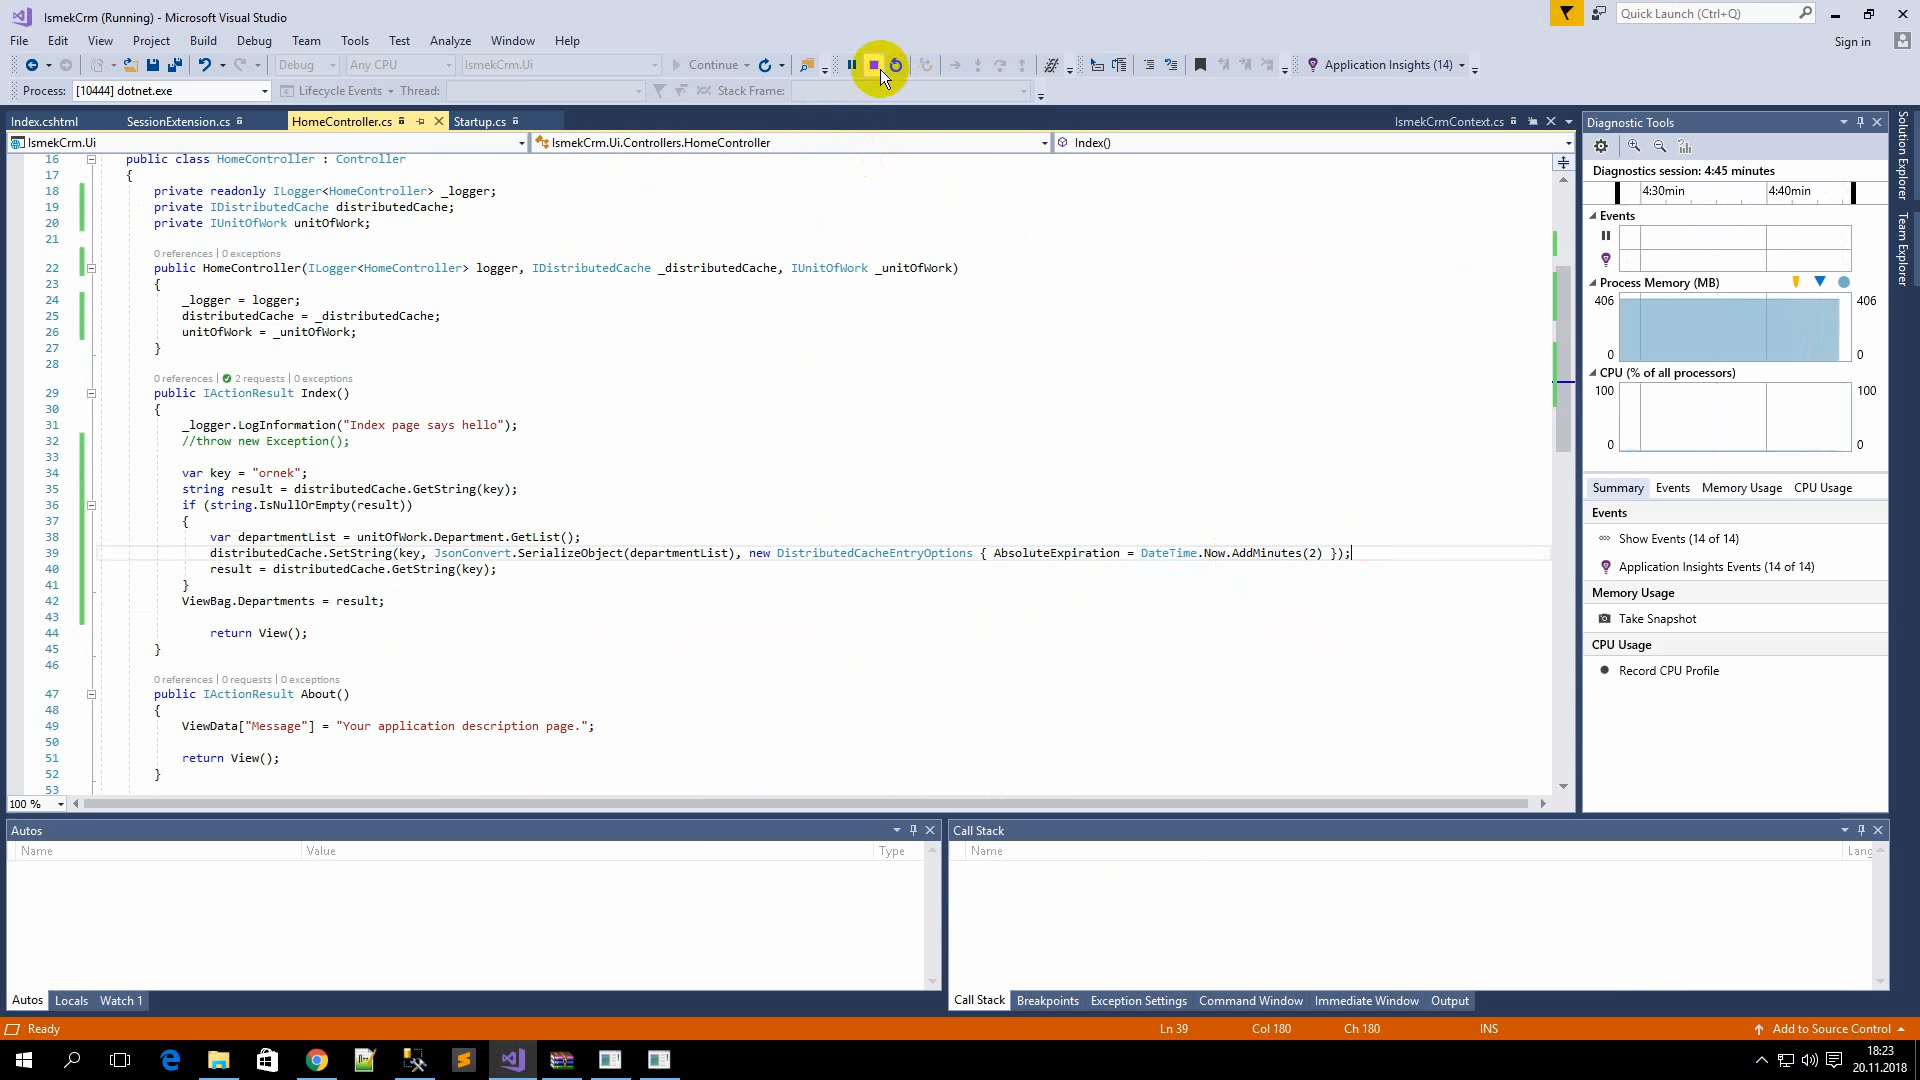 IsmekCrm (Running) - Microsoft Visual Studio
Quick Launch (Ctrl+Q)
File Edit View Project Build Debug Team Tools Test Analyze Window Help
Sign in
Debug Any CPU IsmekCrm.Ui Continue Application Insights (14)
Process: [10444] dotnet.exe Lifecycle Events Thread: Stack Frame:
Index.cshtml SessionExtension.cs HomeController.cs Startup.cs IsmekCrmContext.cs
IsmekCrm.Ui IsmekCrm.Ui.Controllers.HomeController Index()
16 public class HomeController : Controller
17 {
18 private readonly ILogger<HomeController> _logger;
19 private IDistributedCache distributedCache;
20 private IUnitOfWork unitOfWork;
21
0 references | 0 exceptions
22 public HomeController(ILogger<HomeController> logger, IDistributedCache _distributedCache, IUnitOfWork _unitOfWork)
23 {
24 _logger = logger;
25 distributedCache = _distributedCache;
26 unitOfWork = _unitOfWork;
27 }
28
0 references | 2 requests | 0 exceptions
29 public IActionResult Index()
30 {
31 _logger.LogInformation("Index page says hello");
32 //throw new Exception();
33
34 var key = "ornek";
35 string result = distributedCache.GetString(key);
36 if (string.IsNullOrEmpty(result))
37 {
38 var departmentList = unitOfWork.Department.GetList();
39 distributedCache.SetString(key, JsonConvert.SerializeObject(departmentList), new DistributedCacheEntryOptions { AbsoluteExpiration = DateTime.Now.AddMinutes(2) });
40 result = distributedCache.GetString(key);
41 }
42 ViewBag.Departments = result;
43
44 return View();
45 }
46
0 references | 0 requests | 0 exceptions
47 public IActionResult About()
48 {
49 ViewData["Message"] = "Your application description page.";
50
51 return View();
52 }
53
100 %
Diagnostic Tools
Diagnostics session: 4:45 minutes
4:30min 4:40min
Events
Process Memory (MB)
406 406
0 0
CPU (% of all processors)
100 100
0 0
Summary Events Memory Usage CPU Usage
Events
Show Events (14 of 14)
Application Insights Events (14 of 14)
Memory Usage
Take Snapshot
CPU Usage
Record CPU Profile
Solution Explorer
Team Explorer
Autos
Name Value Type
Autos Locals Watch 1
Call Stack
Name Lang
Call Stack Breakpoints Exception Settings Command Window Immediate Window Output
Ready Ln 39 Col 180 Ch 180 INS Add to Source Control
18:23
20.11.2018